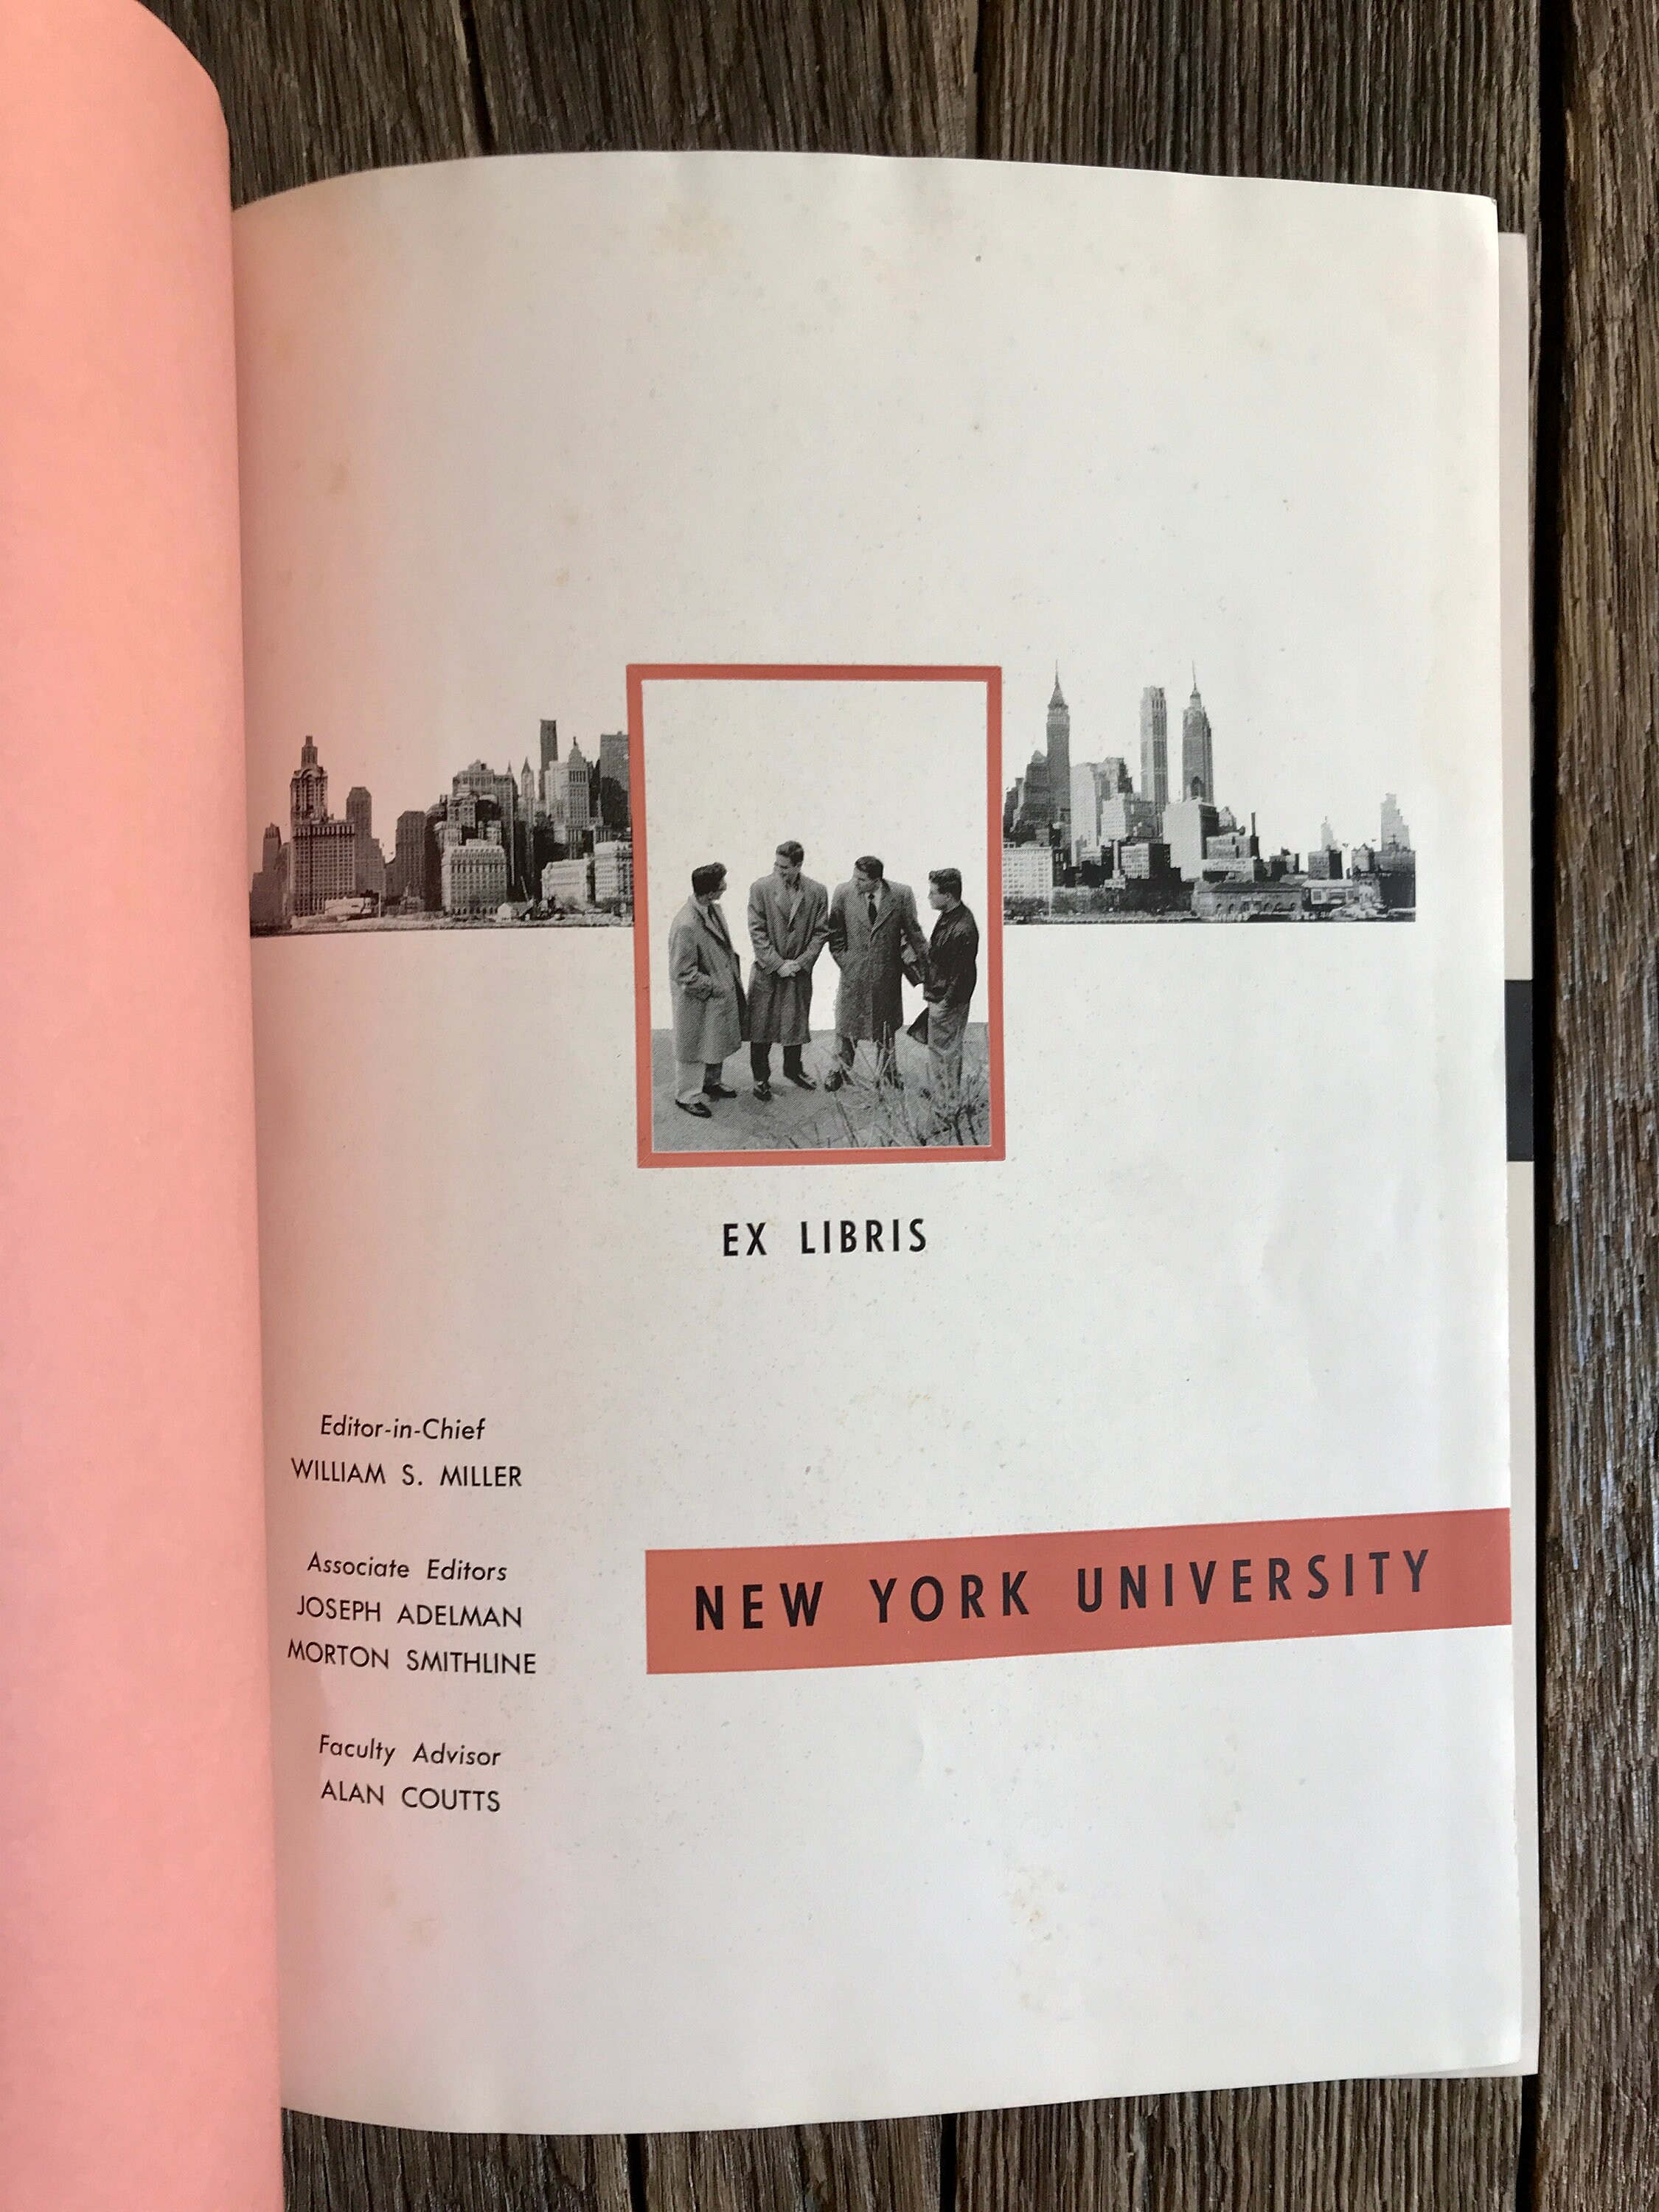 EX LIBRIS
Editor-in-Chief
WILLIAM S. MILLER
Associate Editors
JOSEPH ADELMAN
MORTON SMITHLINE
Faculty Advisor
ALAN COUTTS
NEW YORK UNIVERSITY